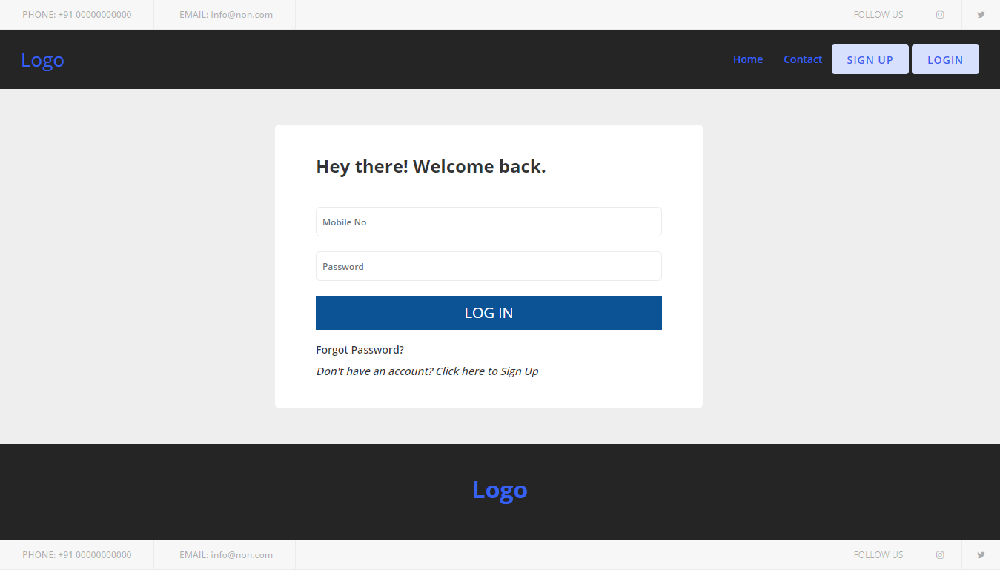 PHONE: +91 00000000000 EMAIL: info@non.com FOLLOW US
Logo Home Contact SIGN UP LOGIN
Hey there! Welcome back.
Mobile No
Password
LOG IN
Forgot Password?
Don't have an account? Click here to Sign Up
Logo
PHONE: +91 00000000000 EMAIL: info@non.com FOLLOW US